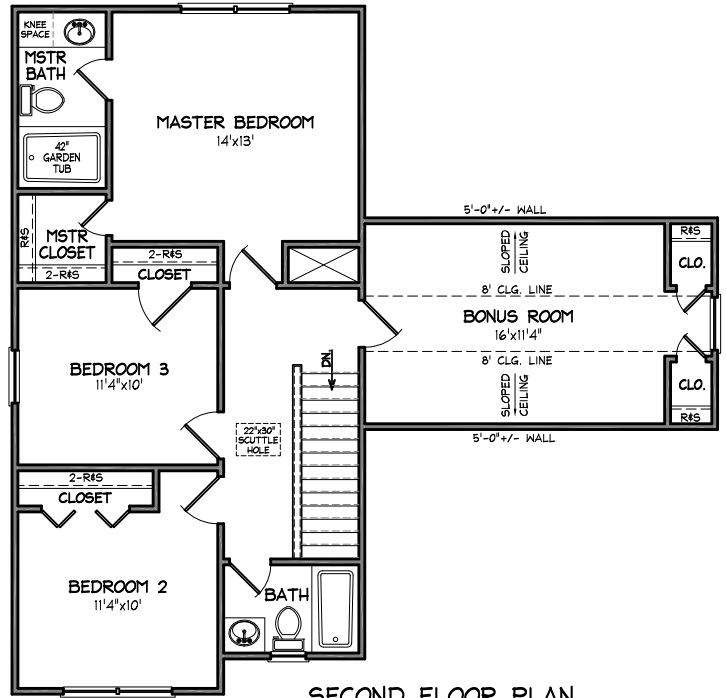 KNEE
SPACE
MSTR
BATH
42"
GARDEN
TUB
MASTER BEDROOM
14'x13'
R&S
MSTR
CLOSET
2-R&S
2-R&S
CLOSET
5'-0"+/- WALL
SLOPED
CEILING
8' CLG. LINE
BONUS ROOM
16'x11'4"
8' CLG. LINE
SLOPED
CEILING
5'-0"+/- WALL
R&S
CLO.
CLO.
R&S
BEDROOM 3
11'4"x10'
DN.
22"x30"
SCUTTLE
HOLE
2-R&S
CLOSET
BEDROOM 2
11'4"x10'
BATH
SECOND FLOOR PLAN